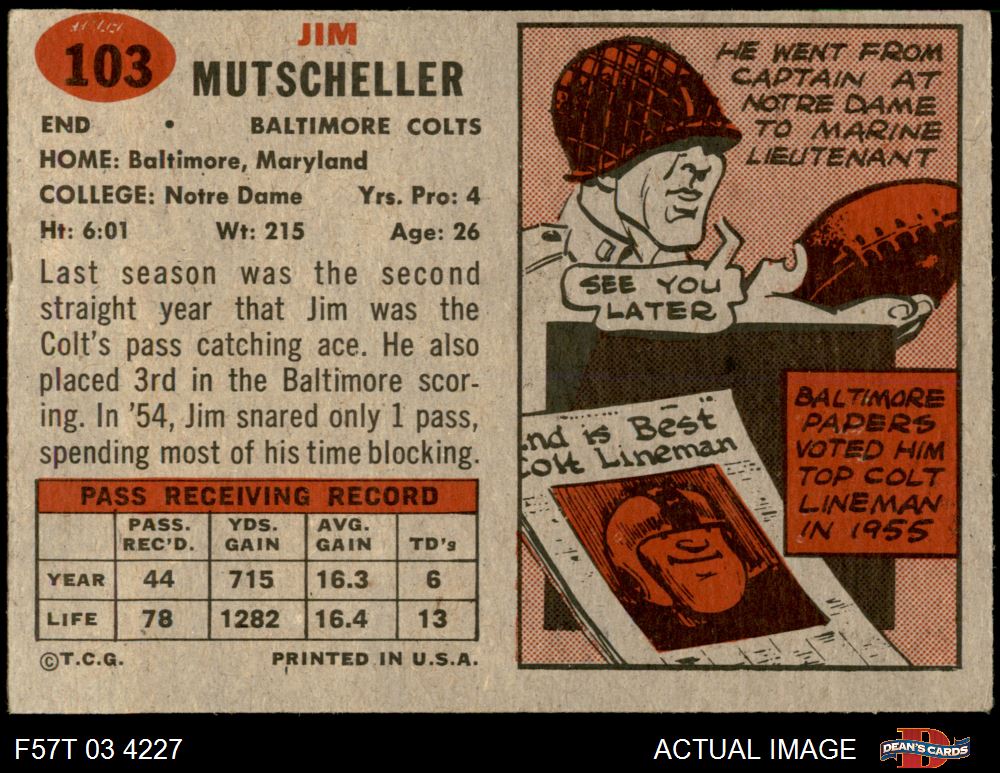 103
JIM
MUTSCHELLER
END • BALTIMORE COLTS
HOME: Baltimore, Maryland
COLLEGE: Notre Dame Yrs. Pro: 4
Ht: 6:01 Wt: 215 Age: 26
Last season was the second
straight year that Jim was the
Colt's pass catching ace. He also
placed 3rd in the Baltimore scor-
ing. In '54, Jim snared only 1 pass,
spending most of his time blocking.
PASS RECEIVING RECORD
PASS. YDS. AVG.
REC'D. GAIN GAIN TD's
YEAR 44 715 16.3 6
LIFE 78 1282 16.4 13
©T.C.G. PRINTED IN U.S.A.
HE WENT FROM
CAPTAIN AT
NOTRE DAME
TO MARINE
LIEUTENANT
SEE YOU
LATER
nd is Best"
olt Lineman
BALTIMORE
PAPERS
VOTED HIM
TOP COLT
LINEMAN
IN 1955
F57T 03 4227 ACTUAL IMAGE DEAN'S CARDS